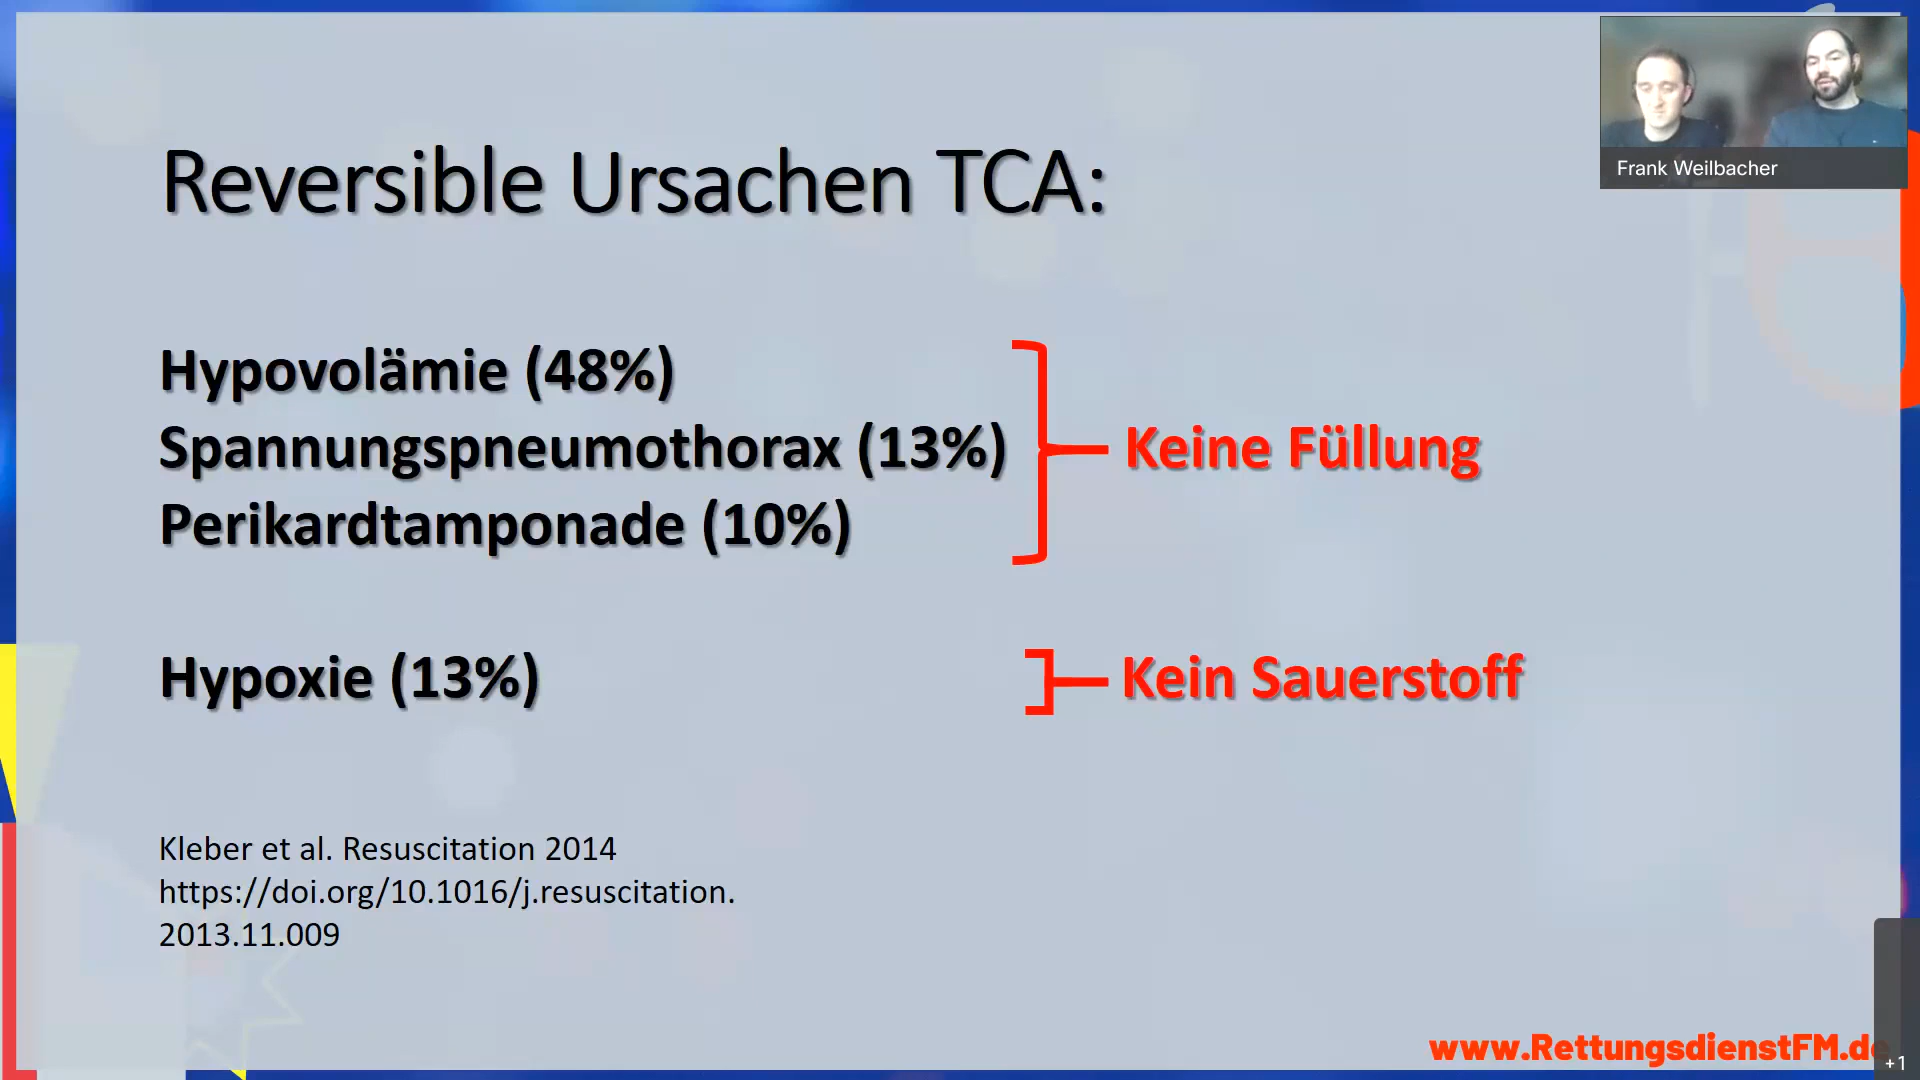 Frank Weilbacher
Reversible Ursachen TCA:
Hypovolämie (48%)
Spannungspneumothorax (13%)
Keine Füllung
Perikardtamponade (10%)
Hypoxie (13%)
Kein Sauerstoff
Kleber et al. Resuscitation 2014
https://doi.org/10.1016/j.resuscitation.
2013.11.009
www.RettungsdienstFM.de
+1